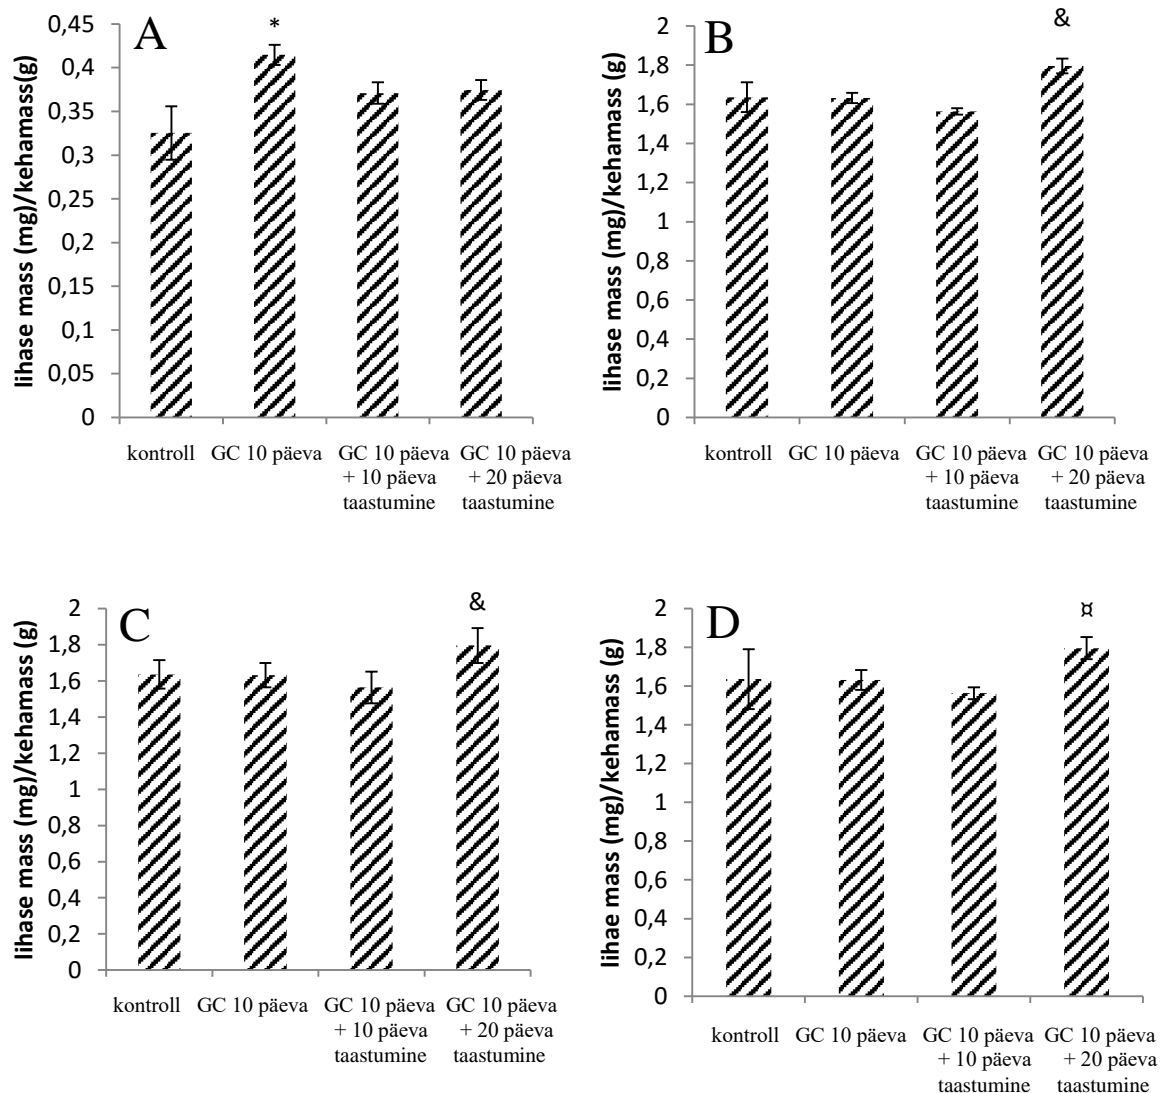 A
*
lihase mass (mg)/kehamass(g)
0,45
0,4
0,35
0,3
0,25
0,2
0,15
0,1
0,05
0
kontroll
GC 10 päeva
GC 10 päeva
+ 10 päeva
taastumine
GC 10 päeva
+ 20 päeva
taastumine
B
&
lihase mass (mg)/kehamass (g)
2
1,8
1,6
1,4
1,2
1
0,8
0,6
0,4
0,2
0
kontroll
GC 10 päeva
GC 10 päeva
+ 10 päeva
taastumine
GC 10 päeva
+ 20 päeva
taastumine
C
&
lihase mass (mg)/kehamass (g)
2
1,8
1,6
1,4
1,2
1
0,8
0,6
0,4
0,2
0
kontroll
GC 10 päeva
GC 10 päeva
+ 10 päeva
taastumine
GC 10 päeva
+ 20 päeva
taastumine
D
¤
lihae mass (mg)/kehamass (g)
2
1,8
1,6
1,4
1,2
1
0,8
0,6
0,4
0,2
0
kontroll
GC 10 päeva
GC 10 päeva
+ 10 päeva
taastumine
GC 10 päeva
+ 20 päeva
taastumine